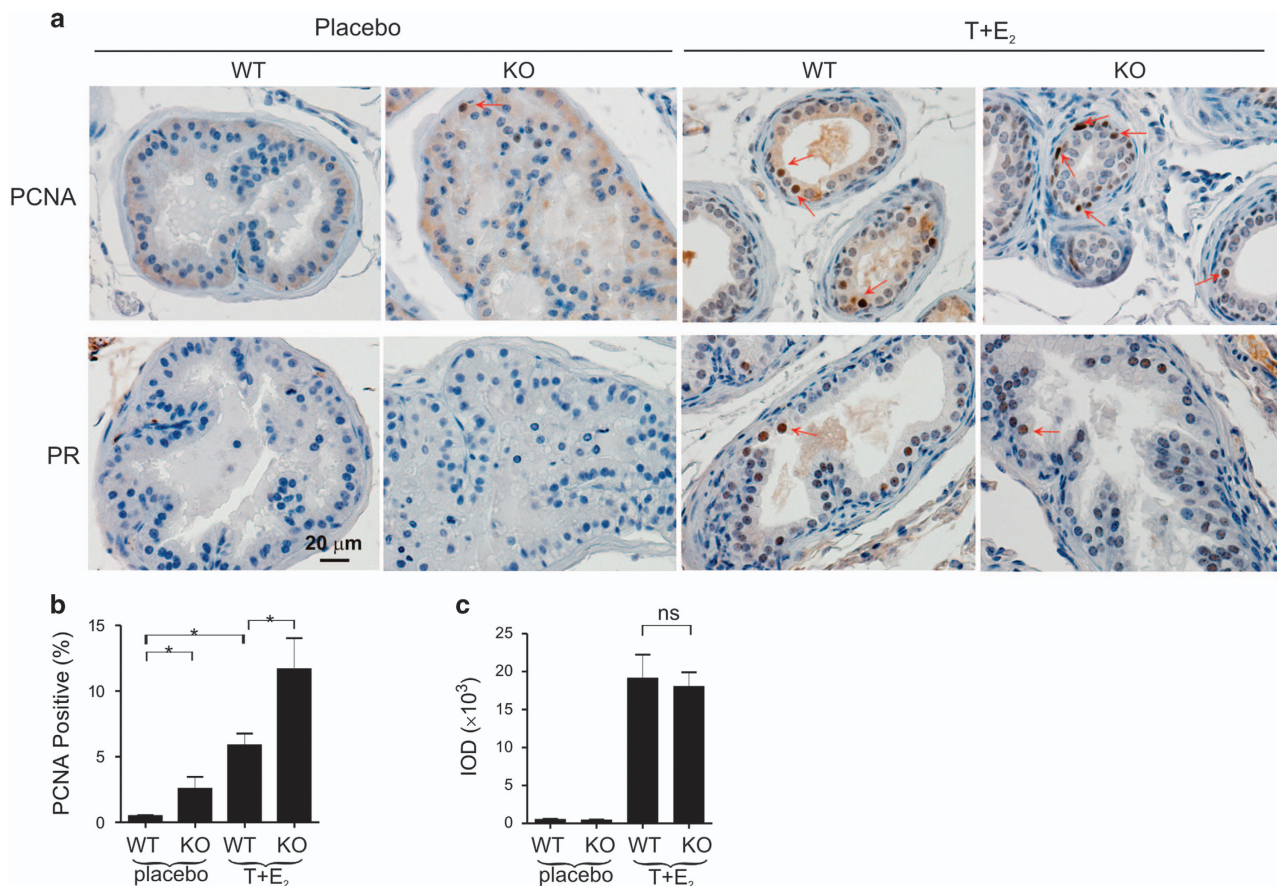 a
Placebo
T+E₂
WT
KO
WT
KO
PCNA
PR
20 μm
b
PCNA Positive (%)
15
10
5
0
*
*
*
WT
KO
WT
KO
placebo
T+E₂
c
IOD (×10³)
25
20
15
10
5
0
ns
WT
KO
WT
KO
placebo
T+E₂